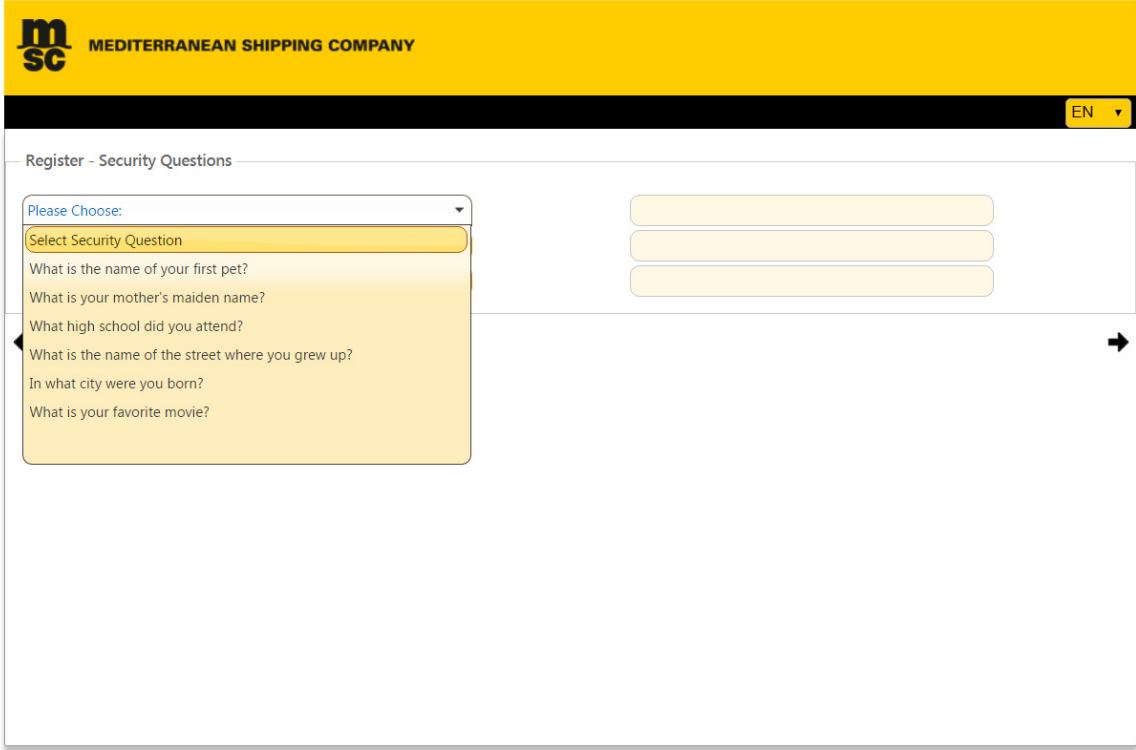 msc MEDITERRANEAN SHIPPING COMPANY
EN
Register - Security Questions
Please Choose:
Select Security Question
What is the name of your first pet?
What is your mother's maiden name?
What high school did you attend?
What is the name of the street where you grew up?
In what city were you born?
What is your favorite movie?